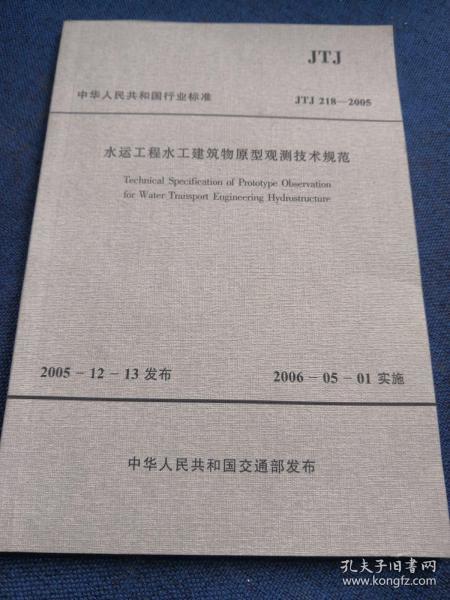 JTJ
中华人民共和国行业标准
JTJ 218—2005
水运工程水工建筑物原型观测技术规范
Technical Specification of Prototype Observation
for Water Transport Engineering Hydrostructure
2005－12－13 发布
2006－05－01 实施
中华人民共和国交通部发布
孔夫子旧书网
www.kongfz.com